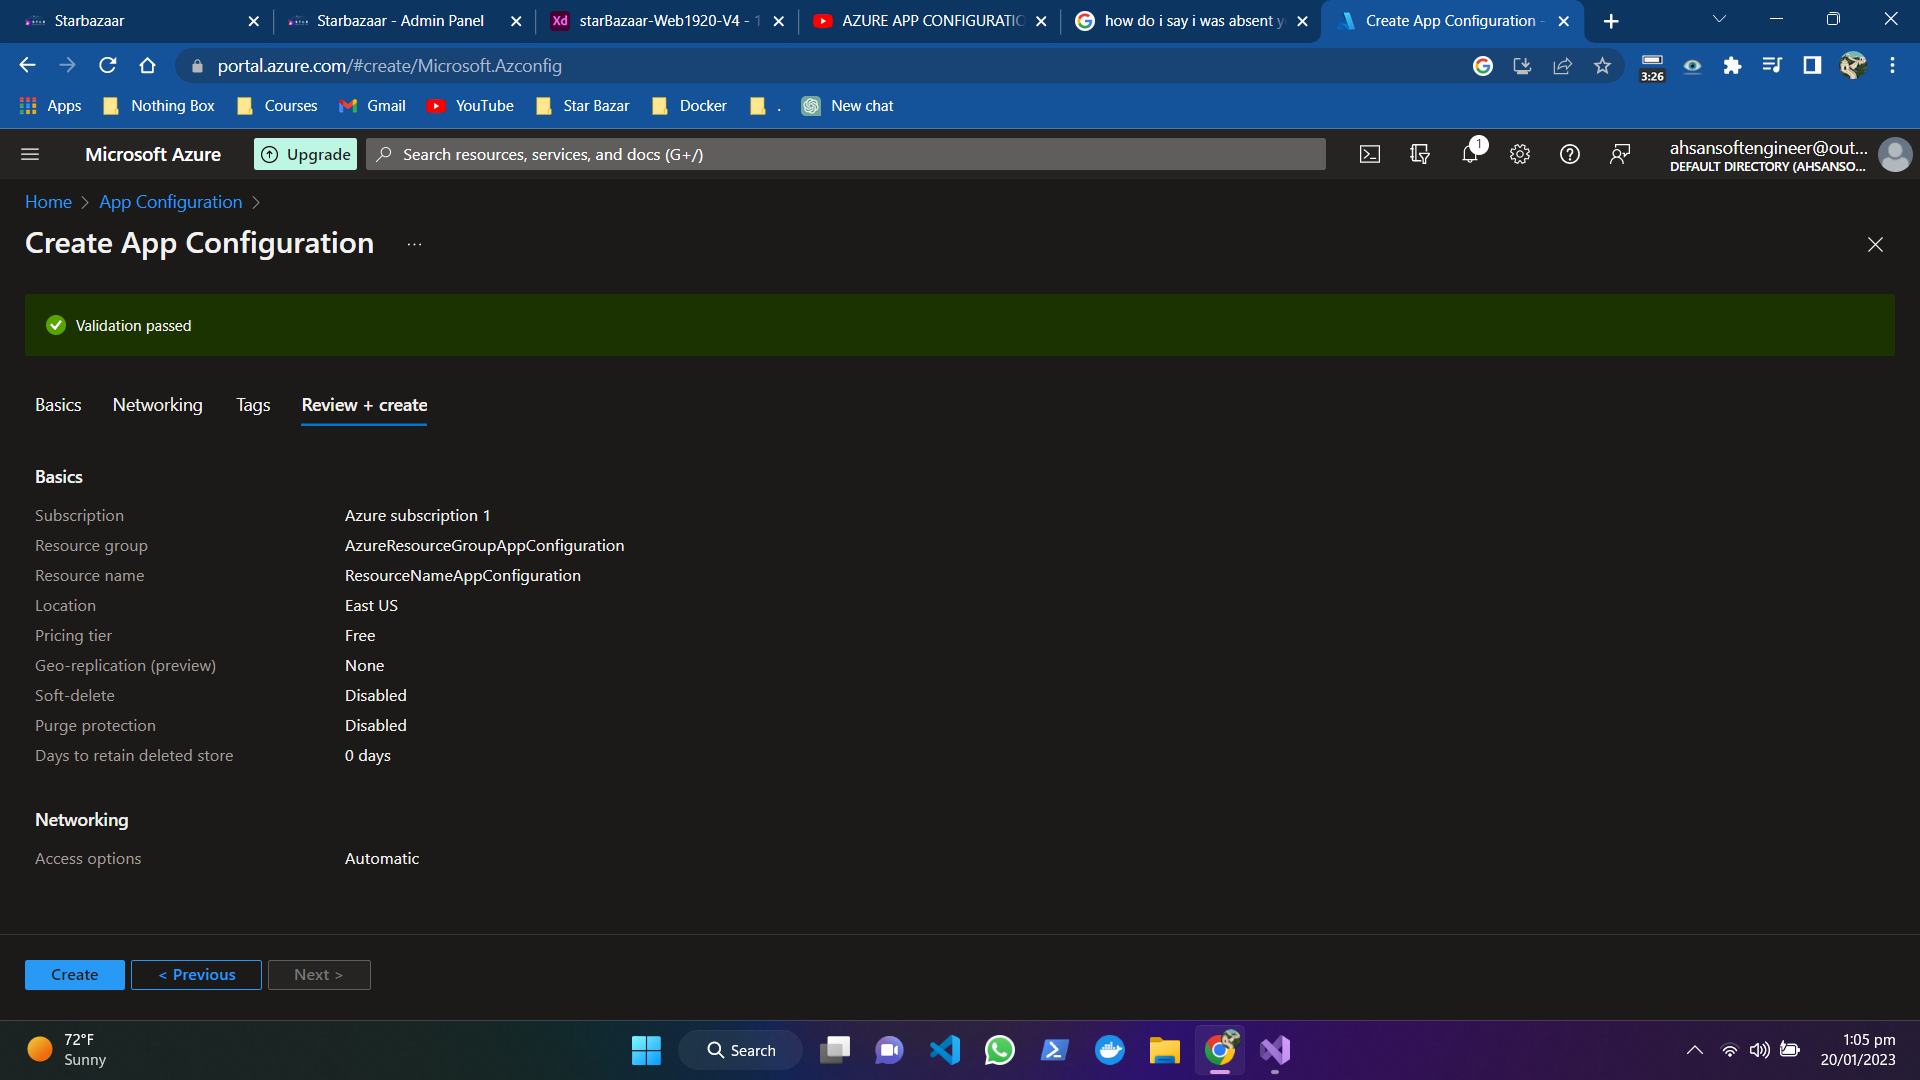 Starbazaar
Starbazaar - Admin Panel
Xd
starBazaar-Web1920-V4 - 1
AZURE APP CONFIGURATIO
how do i say i was absent y
Create App Configuration -
portal.azure.com/#create/Microsoft.Azconfig
3:26
Apps
Nothing Box
Courses
Gmail
YouTube
Star Bazar
Docker
.
New chat
Microsoft Azure
Upgrade
Search resources, services, and docs (G+/)
1
ahsansoftengineer@out...
DEFAULT DIRECTORY (AHSANSO...
Home > App Configuration >
Create App Configuration ...
Validation passed
Basics Networking Tags Review + create
Basics
Subscription Azure subscription 1
Resource group AzureResourceGroupAppConfiguration
Resource name ResourceNameAppConfiguration
Location East US
Pricing tier Free
Geo-replication (preview) None
Soft-delete Disabled
Purge protection Disabled
Days to retain deleted store 0 days
Networking
Access options Automatic
Create < Previous Next >
72°F
Sunny
Search
1:05 pm
20/01/2023